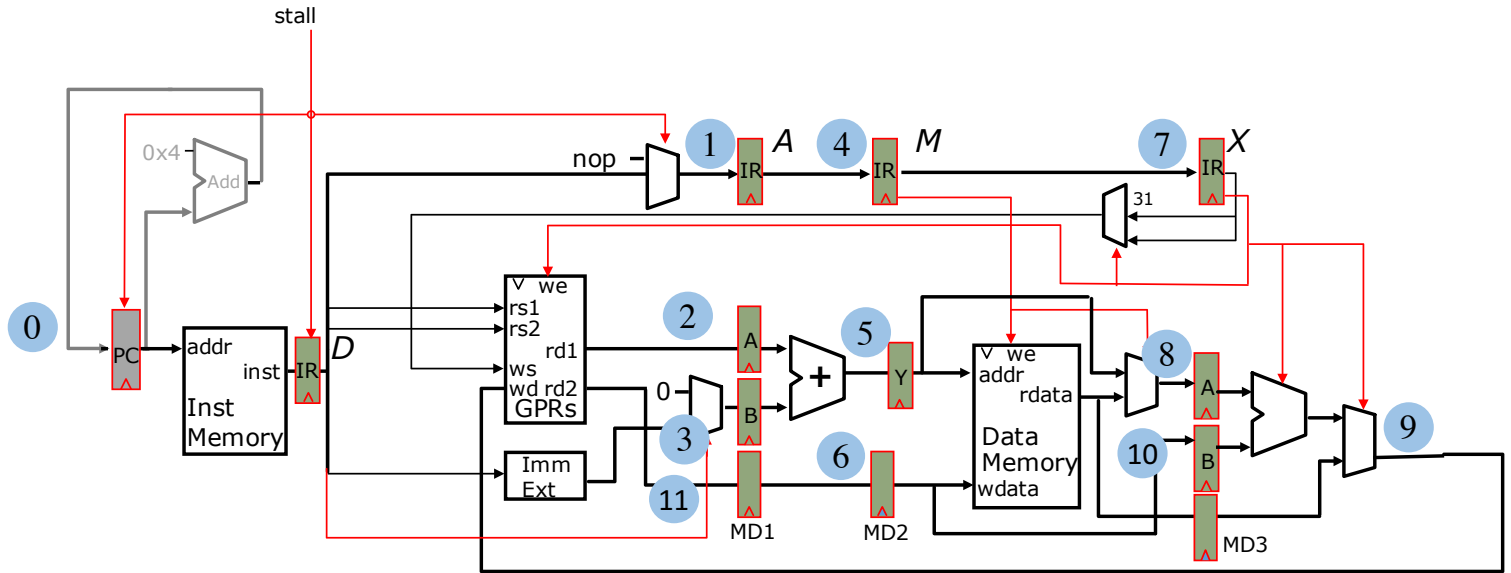 stall
0x4
Add
nop
1
A
4
M
7
X
IR
IR
IR
31
we
rs1
rs2
rd1
ws
wd rd2
GPRs
0
PC
addr
inst
Inst
Memory
IR
D
2
A
0
B
3
Imm
Ext
11
MD1
+
5
Y
6
MD2
we
addr
rdata
Data
Memory
wdata
8
A
10
B
MD3
9